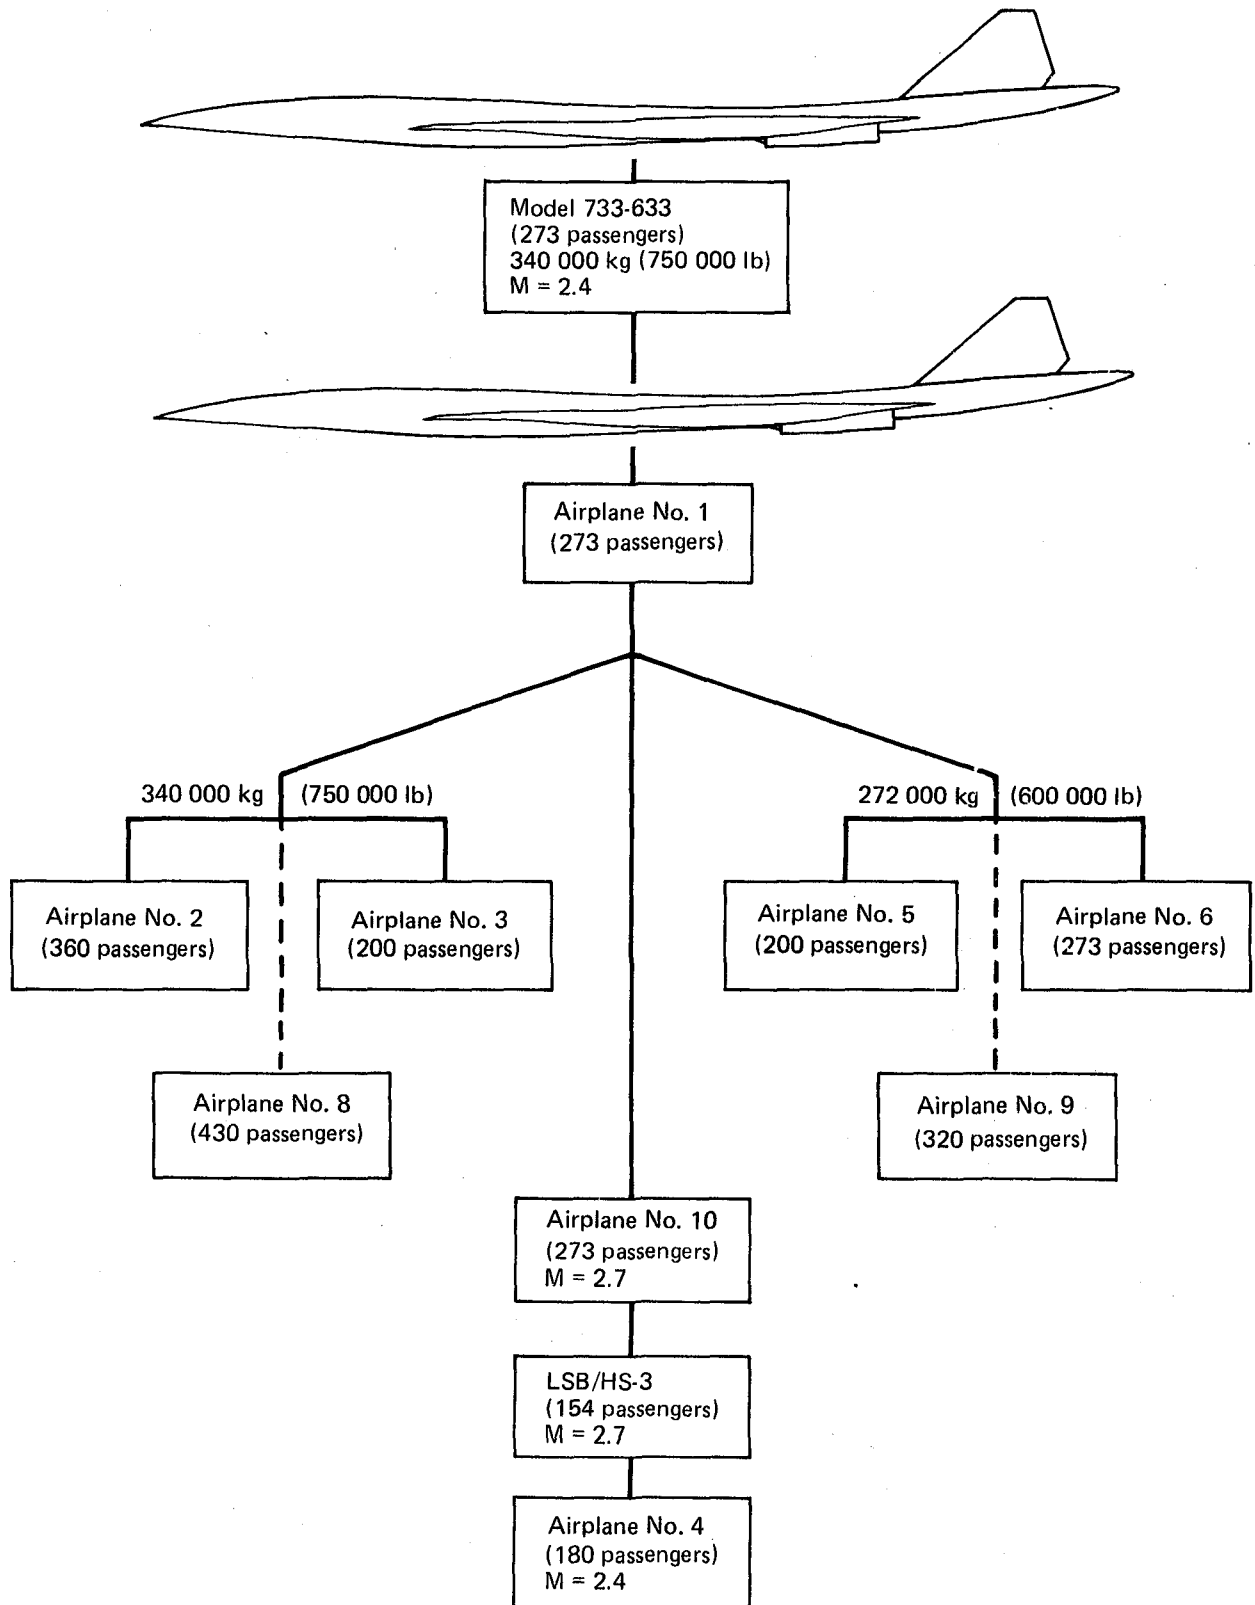 Model 733-633
(273 passengers)
340 000 kg (750 000 lb)
M = 2.4
Airplane No. 1
(273 passengers)
340 000 kg (750 000 lb)
272 000 kg (600 000 lb)
Airplane No. 2
(360 passengers)
Airplane No. 3
(200 passengers)
Airplane No. 5
(200 passengers)
Airplane No. 6
(273 passengers)
Airplane No. 8
(430 passengers)
Airplane No. 9
(320 passengers)
Airplane No. 10
(273 passengers)
M = 2.7
LSB/HS-3
(154 passengers)
M = 2.7
Airplane No. 4
(180 passengers)
M = 2.4